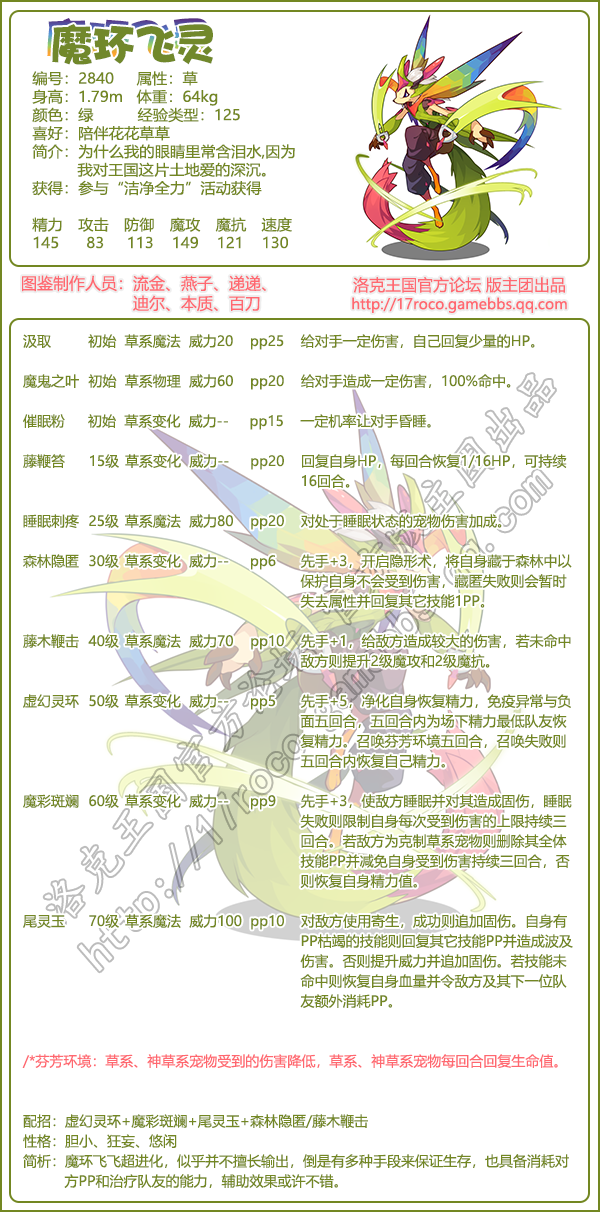 魔环飞灵
编号：2840 属性：草
身高：1.79m 体重：64kg
颜色：绿 经验类型：125
喜好：陪伴花花草草
简介：为什么我的眼睛里常含泪水,因为
我对王国这片土地爱的深沉。
获得：参与“洁净全力”活动获得
精力 攻击 防御 魔攻 魔抗 速度
145 83 113 149 121 130
图鉴制作人员：流金、燕子、递递、
迪尔、本质、百刀
洛克王国官方论坛 版主团出品
http://17roco.gamebbs.qq.com
汲取 初始 草系魔法 威力20 pp25 给对手一定伤害，自己回复少量的HP。
魔鬼之叶 初始 草系物理 威力60 pp20 给对手造成一定伤害，100%命中。
催眠粉 初始 草系变化 威力-- pp15 一定机率让对手昏睡。
藤鞭笞 15级 草系变化 威力-- pp20 回复自身HP，每回合恢复1/16HP，可持续
16回合。
睡眠刺疼 25级 草系魔法 威力80 pp20 对处于睡眠状态的宠物伤害加成。
森林隐匿 30级 草系变化 威力-- pp6 先手+3，开启隐形术，将自身藏于森林中以
保护自身不会受到伤害，藏匿失败则会暂时
失去属性并回复其它技能1PP。
藤木鞭击 40级 草系魔法 威力70 pp10 先手+1，给敌方造成较大的伤害，若未命中
敌方则提升2级魔攻和2级魔抗。
虚幻灵环 50级 草系变化 威力-- pp5 先手+5，净化自身恢复精力，免疫异常与负
面五回合，五回合内为场下精力最低队友恢
复精力。召唤芬芳环境五回合，召唤失败则
五回合内恢复自己精力。
魔彩斑斓 60级 草系变化 威力-- pp9 先手+3，使敌方睡眠并对其造成固伤，睡眠
失败则限制自身每次受到伤害的上限持续三
回合。若敌方为克制草系宠物则删除其全体
技能PP并减免自身受到伤害持续三回合，否
则恢复自身精力值。
尾灵玉 70级 草系魔法 威力100 pp10 对敌方使用寄生，成功则追加固伤。自身有
PP枯竭的技能则回复其它技能PP并造成波及
伤害。否则提升威力并追加固伤。若技能未
命中则恢复自身血量并令敌方及其下一位队
友额外消耗PP。
洛克王国官方论坛版主团出品
http://17roco.gamebbs.qq.com
/*芬芳环境：草系、神草系宠物受到的伤害降低，草系、神草系宠物每回合回复生命值。
配招：虚幻灵环+魔彩斑斓+尾灵玉+森林隐匿/藤木鞭击
性格：胆小、狂妄、悠闲
简析：魔环飞飞超进化，似乎并不擅长输出，倒是有多种手段来保证生存，也具备消耗对
方PP和治疗队友的能力，辅助效果或许不错。